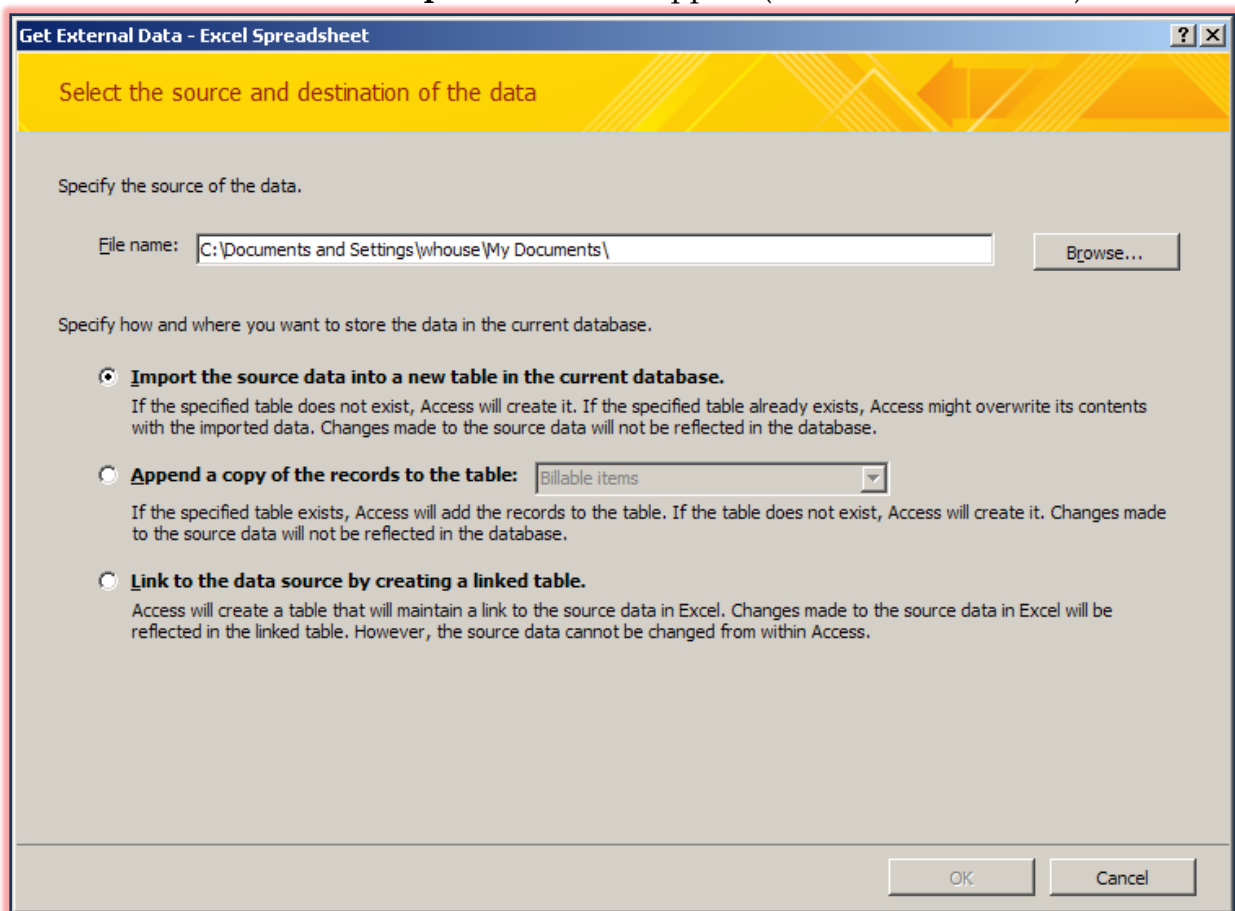 Get External Data - Excel Spreadsheet
Select the source and destination of the data
Specify the source of the data.
File name: C:\Documents and Settings\whouse\My Documents\ Browse...
Specify how and where you want to store the data in the current database.
Import the source data into a new table in the current database.
If the specified table does not exist, Access will create it. If the specified table already exists, Access might overwrite its contents
with the imported data. Changes made to the source data will not be reflected in the database.
Append a copy of the records to the table: Billable items
If the specified table exists, Access will add the records to the table. If the table does not exist, Access will create it. Changes made
to the source data will not be reflected in the database.
Link to the data source by creating a linked table.
Access will create a table that will maintain a link to the source data in Excel. Changes made to the source data in Excel will be
reflected in the linked table. However, the source data cannot be changed from within Access.
OK Cancel